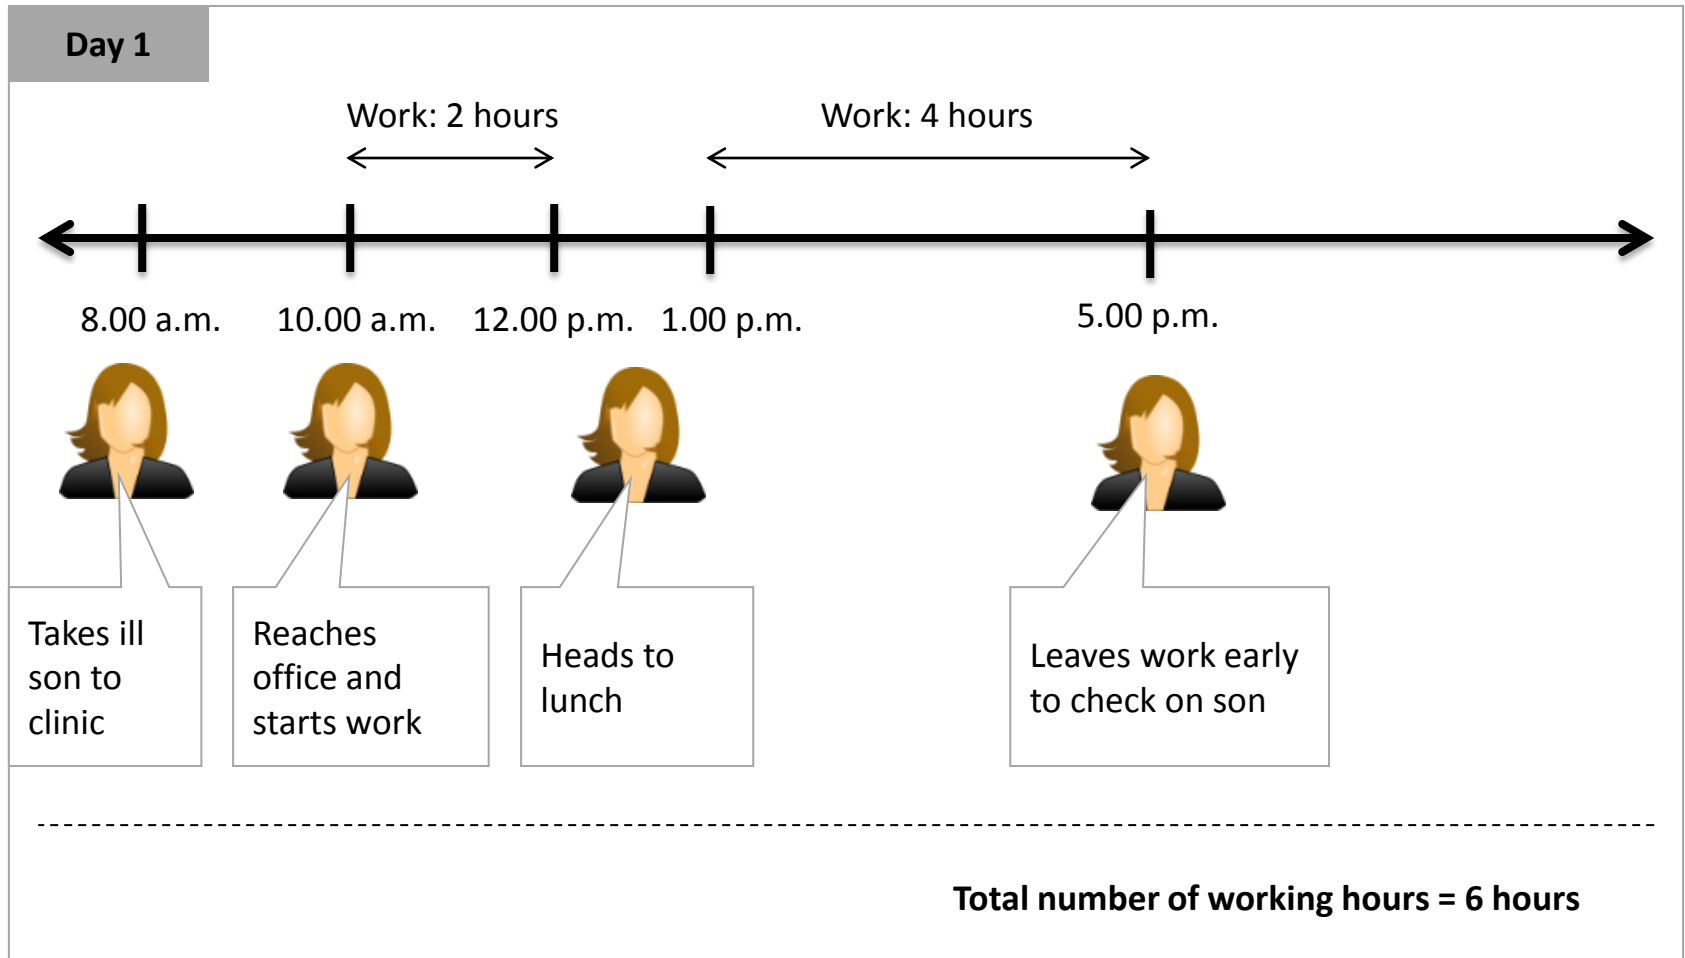 Day 1
Work: 2 hours
Work: 4 hours
8.00 a.m.
10.00 a.m.
12.00 p.m.
1.00 p.m.
5.00 p.m.
Takes ill
son to
clinic
Reaches
office and
starts work
Heads to
lunch
Leaves work early
to check on son
Total number of working hours = 6 hours